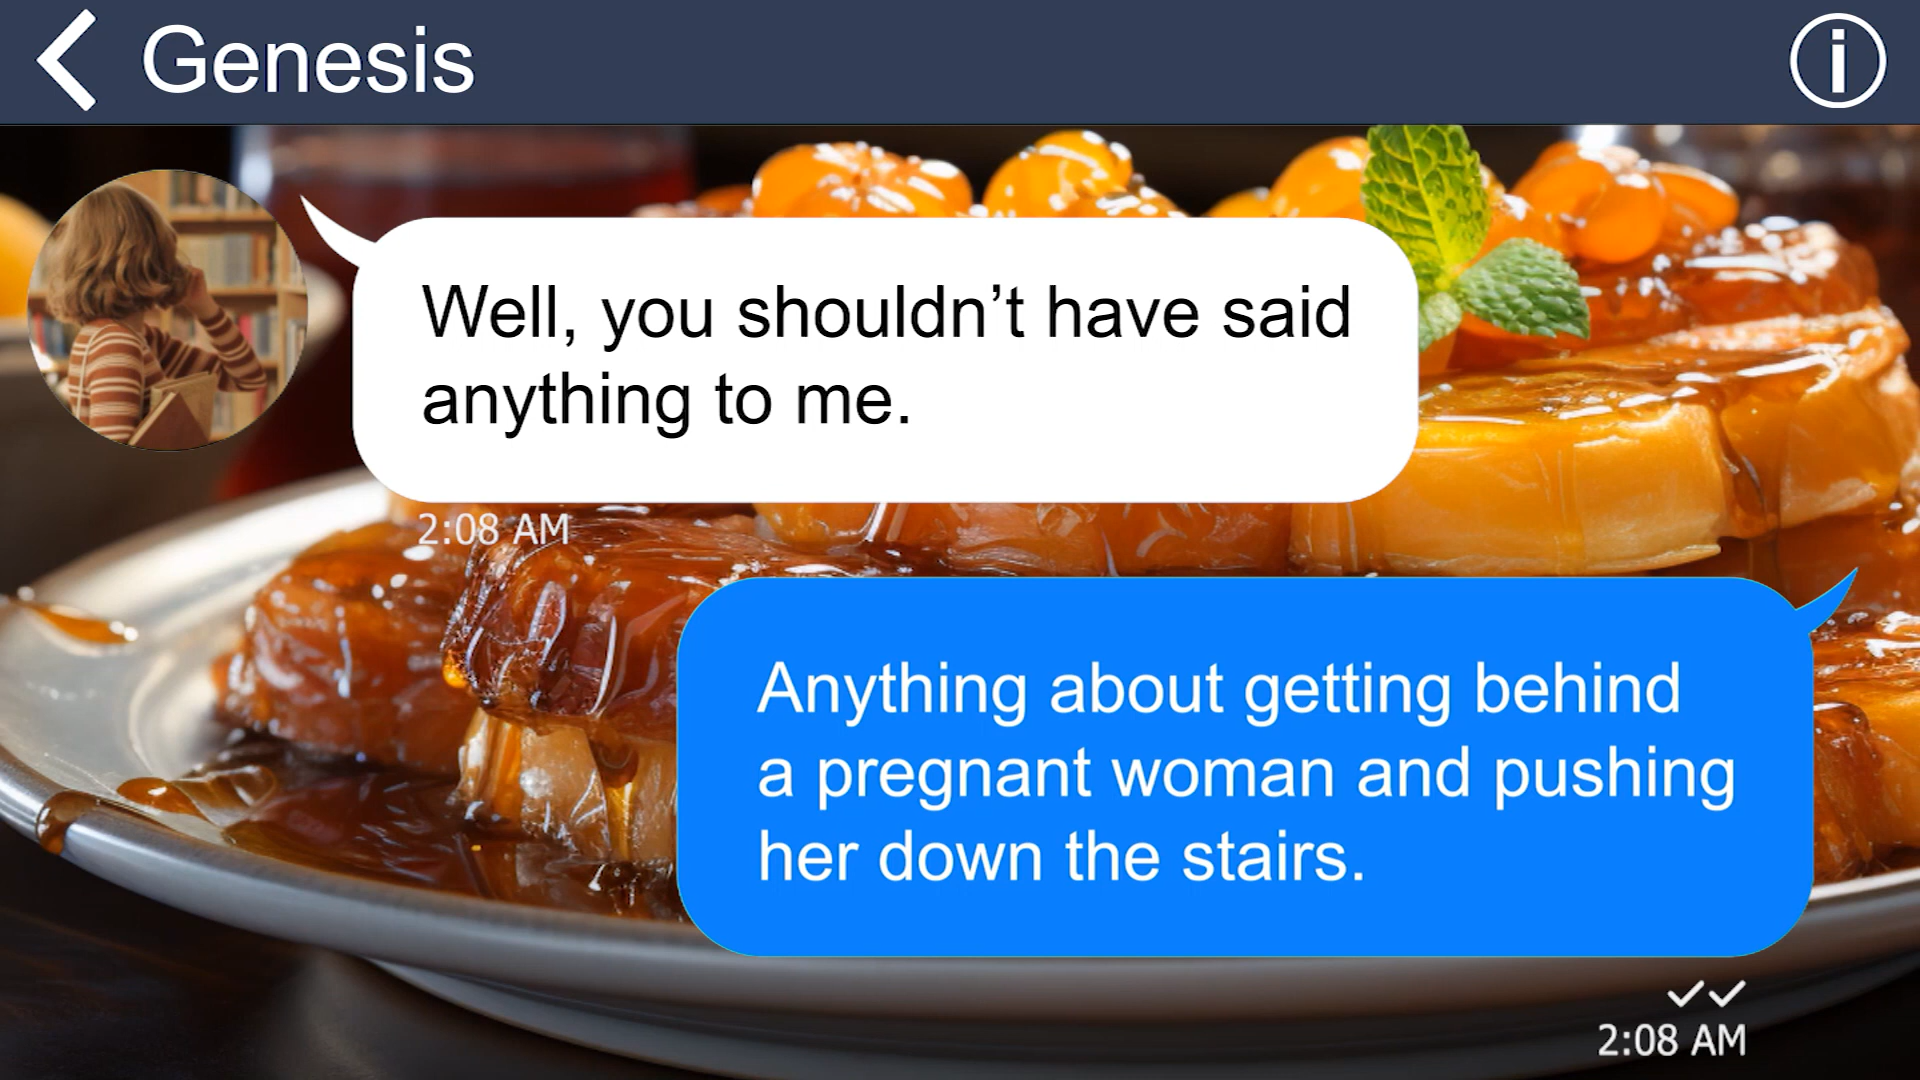 Genesis
Well, you shouldn’t have said
anything to me.
2:08 AM
Anything about getting behind
a pregnant woman and pushing
her down the stairs.
2:08 AM